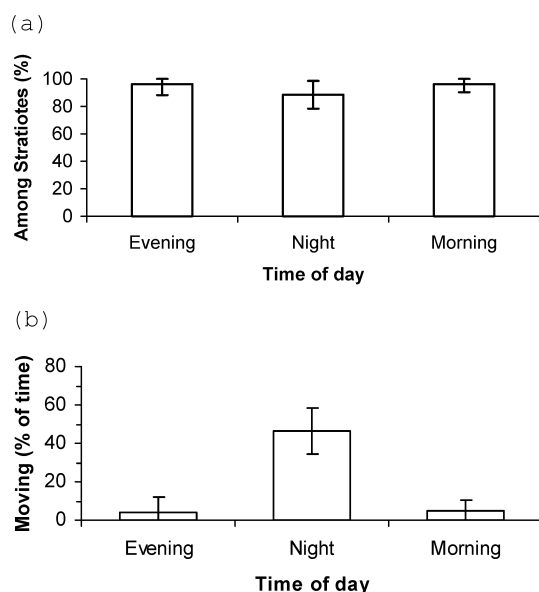 (a)
Among Stratiotes (%)
100
80
60
40
20
0
Evening Night Morning
Time of day
(b)
Moving (% of time)
80
60
40
20
0
Evening Night Morning
Time of day